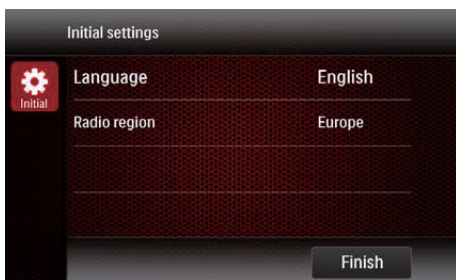 Initial settings
Initial
Language English
Radio region Europe
Finish